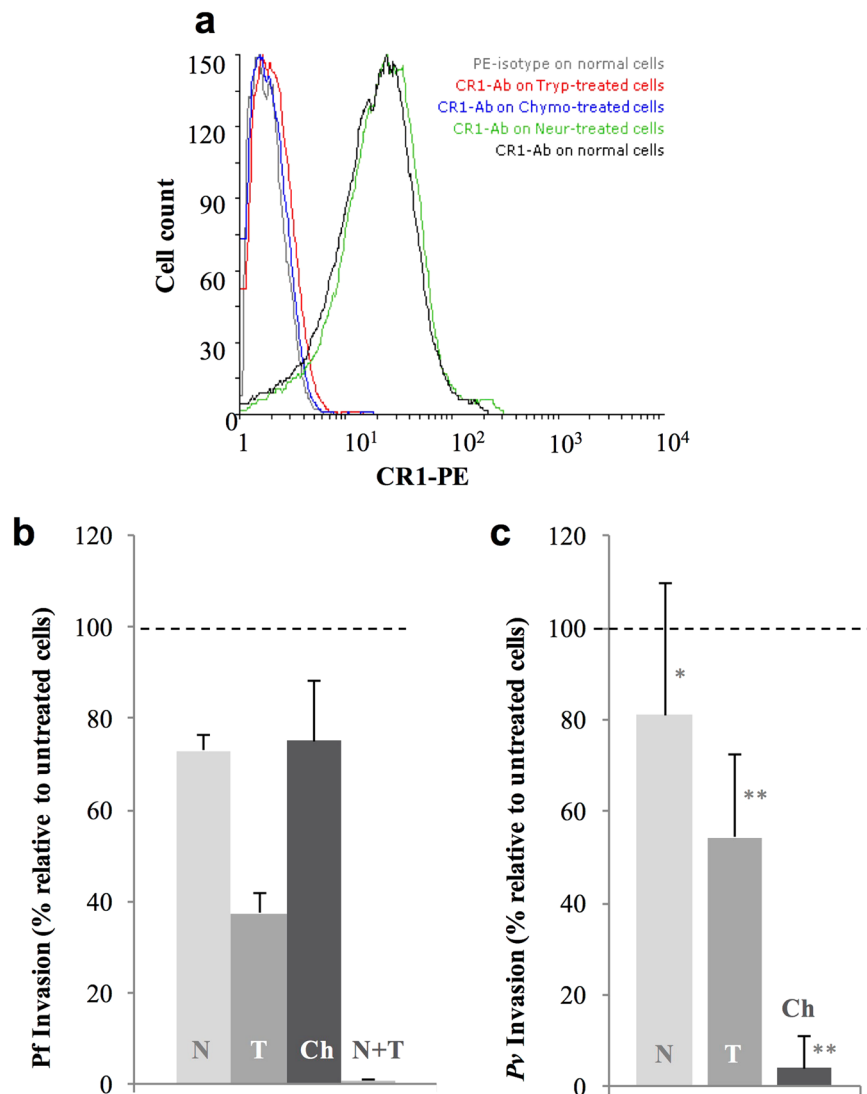 a
150
120
90
60
30
0
Cell count
PE-isotype on normal cells
CR1-Ab on Tryp-treated cells
CR1-Ab on Chymo-treated cells
CR1-Ab on Neur-treated cells
CR1-Ab on normal cells
1 10¹ 10² 10³ 10⁴
CR1-PE
b
120
100
80
60
40
20
0
Pf Invasion (% relative to untreated cells)
N T Ch N+T
c
120
100
80
60
40
20
0
Pv Invasion (% relative to untreated cells)
*
**
Ch
**
N T